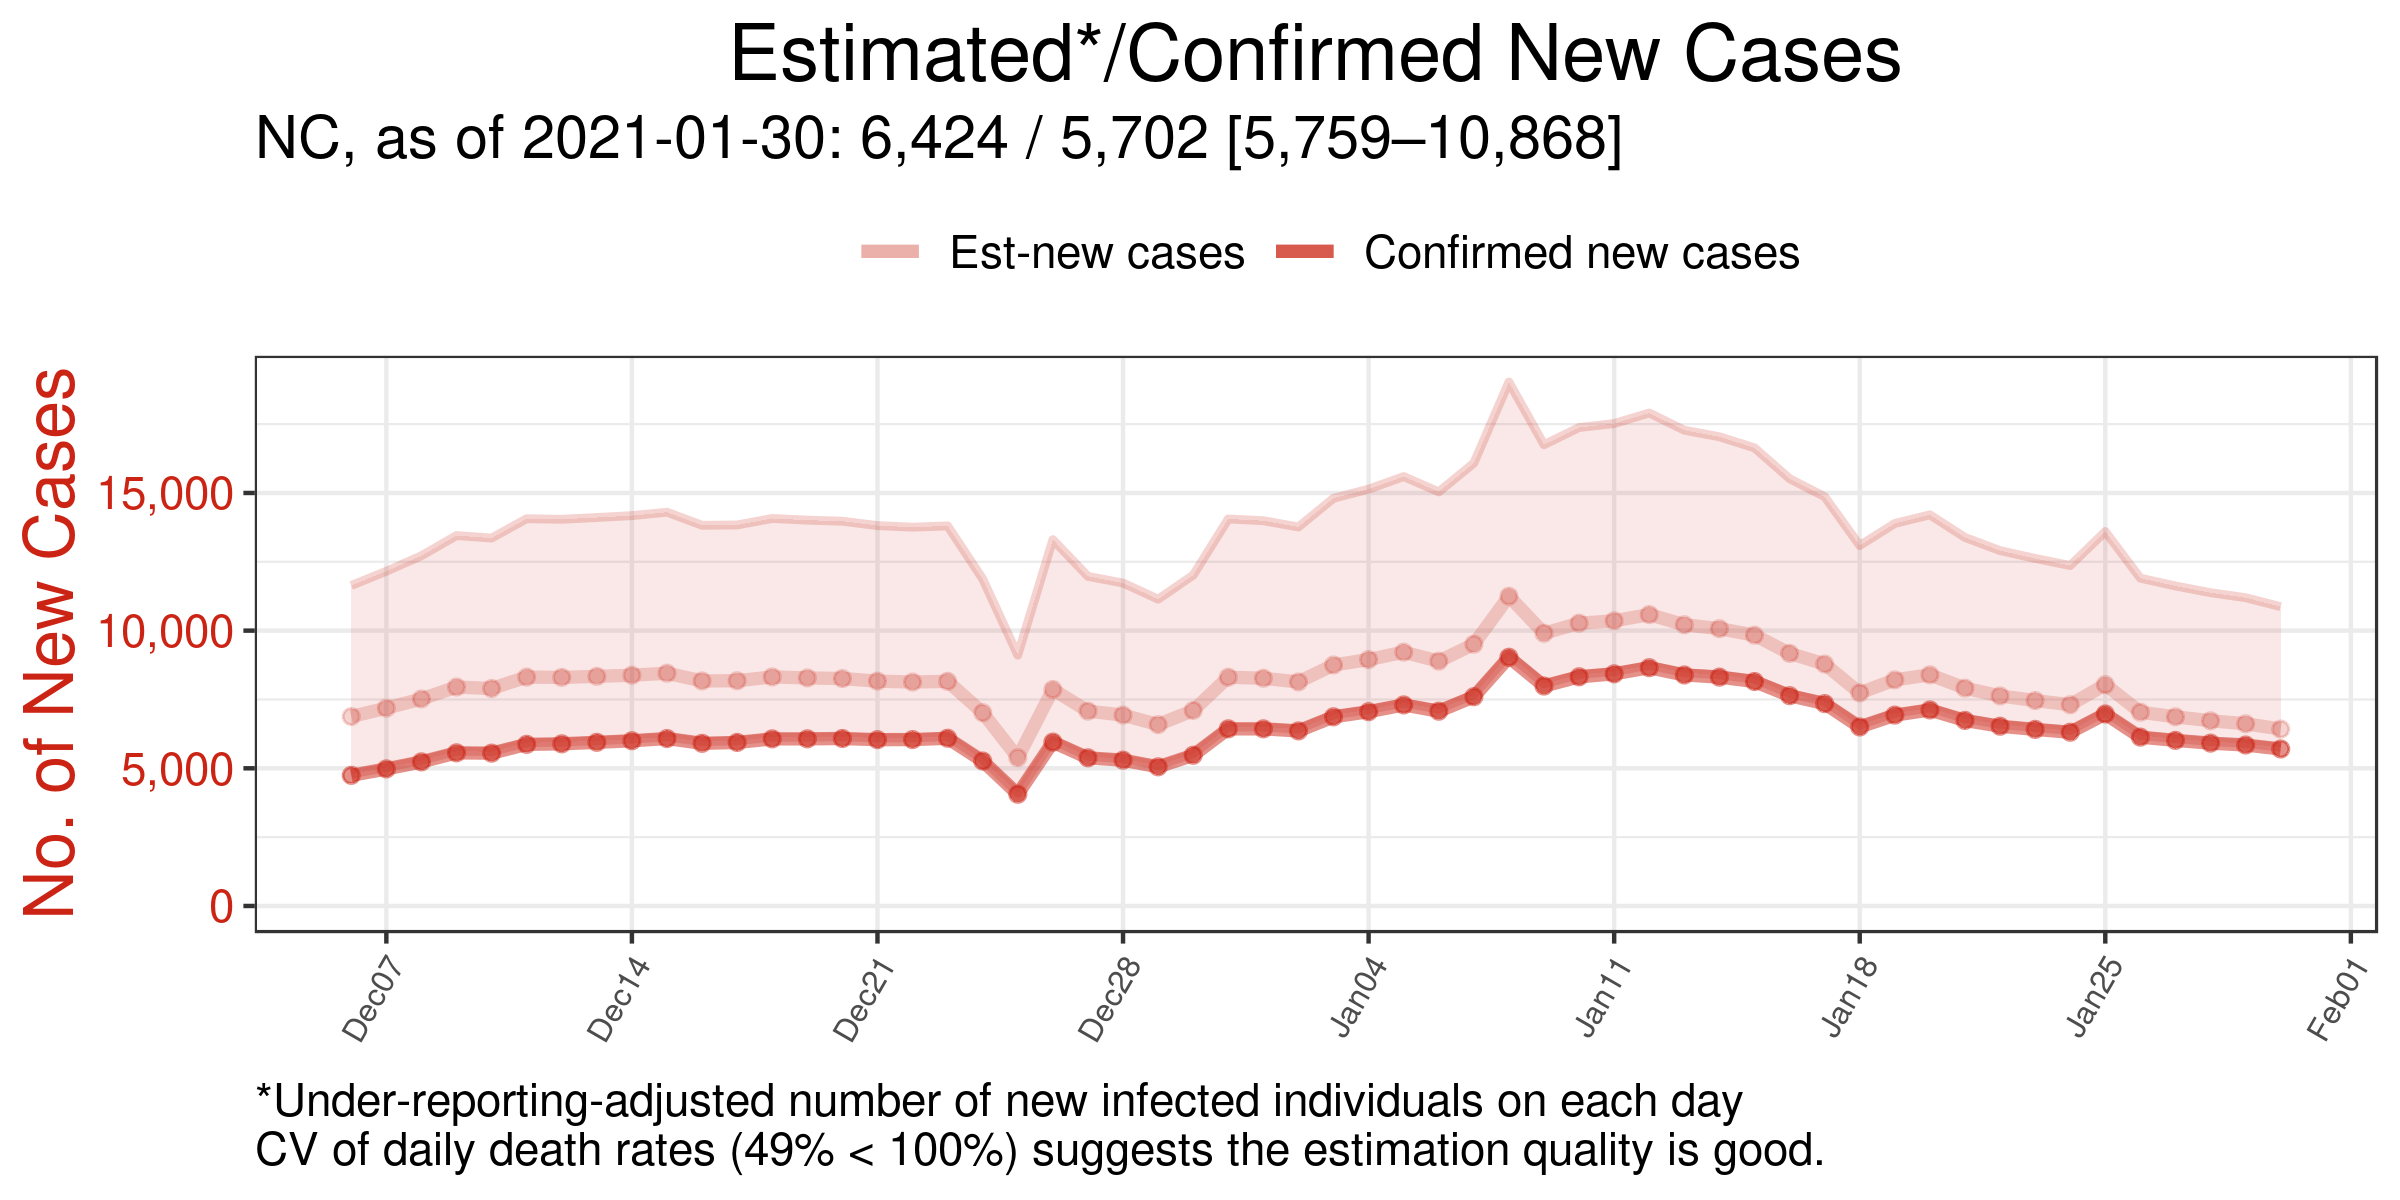 Estimated*/Confirmed New Cases
NC, as of 2021-01-30: 6,424 / 5,702 [5,759–10,868]
Est-new cases
Confirmed new cases
No. of New Cases
15,000
10,000
5,000
0
Dec07
Dec14
Dec21
Dec28
Jan04
Jan11
Jan18
Jan25
Feb01
*Under-reporting-adjusted number of new infected individuals on each day
CV of daily death rates (49% < 100%) suggests the estimation quality is good.